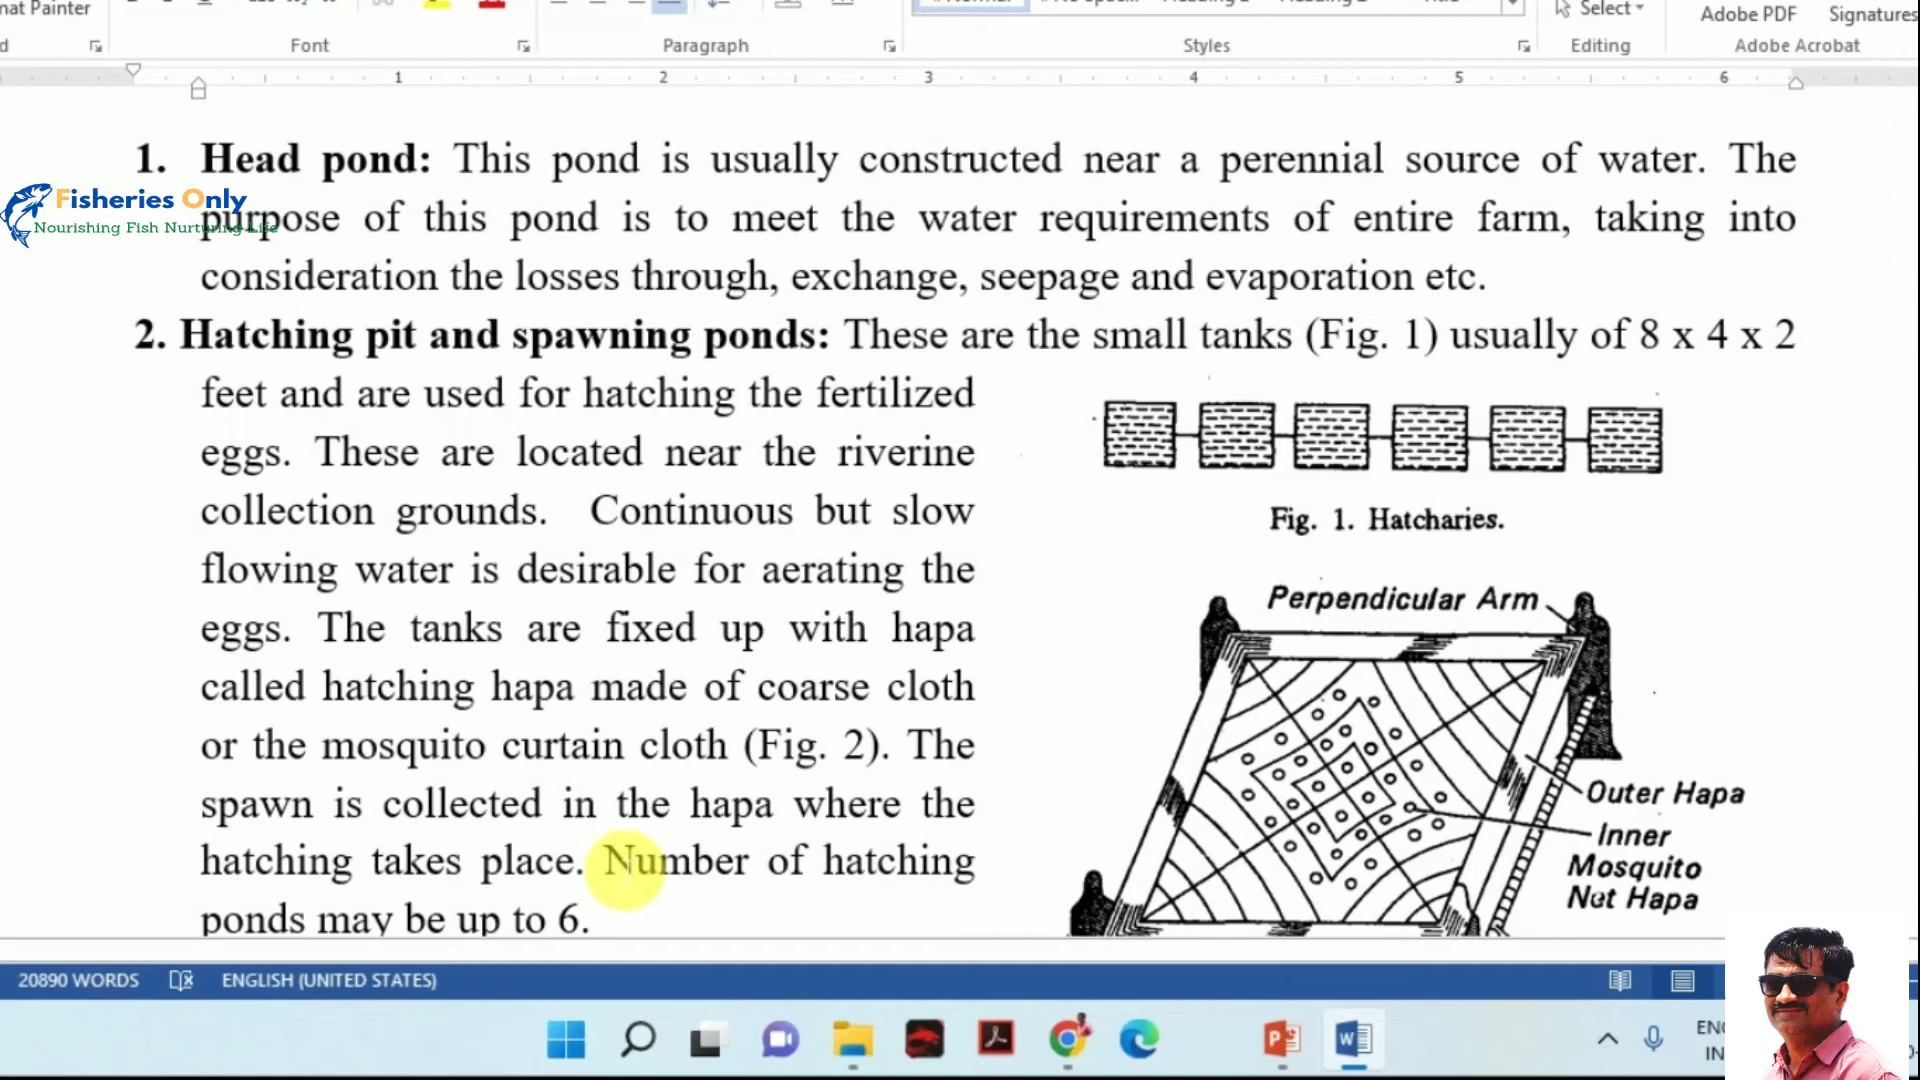 mat Painter
Select
Adobe PDF
Signatures
Font
Paragraph
Styles
Editing
Adobe Acrobat
1 2 3 4 5 6
1. Head pond: This pond is usually constructed near a perennial source of water. The
Fisheries Only
Nourishing Fish Nurturing Life
purpose of this pond is to meet the water requirements of entire farm, taking into
consideration the losses through, exchange, seepage and evaporation etc.
2. Hatching pit and spawning ponds: These are the small tanks (Fig. 1) usually of 8 x 4 x 2
feet and are used for hatching the fertilized
eggs. These are located near the riverine
collection grounds. Continuous but slow
flowing water is desirable for aerating the
eggs. The tanks are fixed up with hapa
called hatching hapa made of coarse cloth
or the mosquito curtain cloth (Fig. 2). The
spawn is collected in the hapa where the
hatching takes place. Number of hatching
ponds may be up to 6.
Fig. 1. Hatcharies.
Perpendicular Arm
Outer Hapa
Inner
Mosquito
Net Hapa
20890 WORDS
ENGLISH (UNITED STATES)